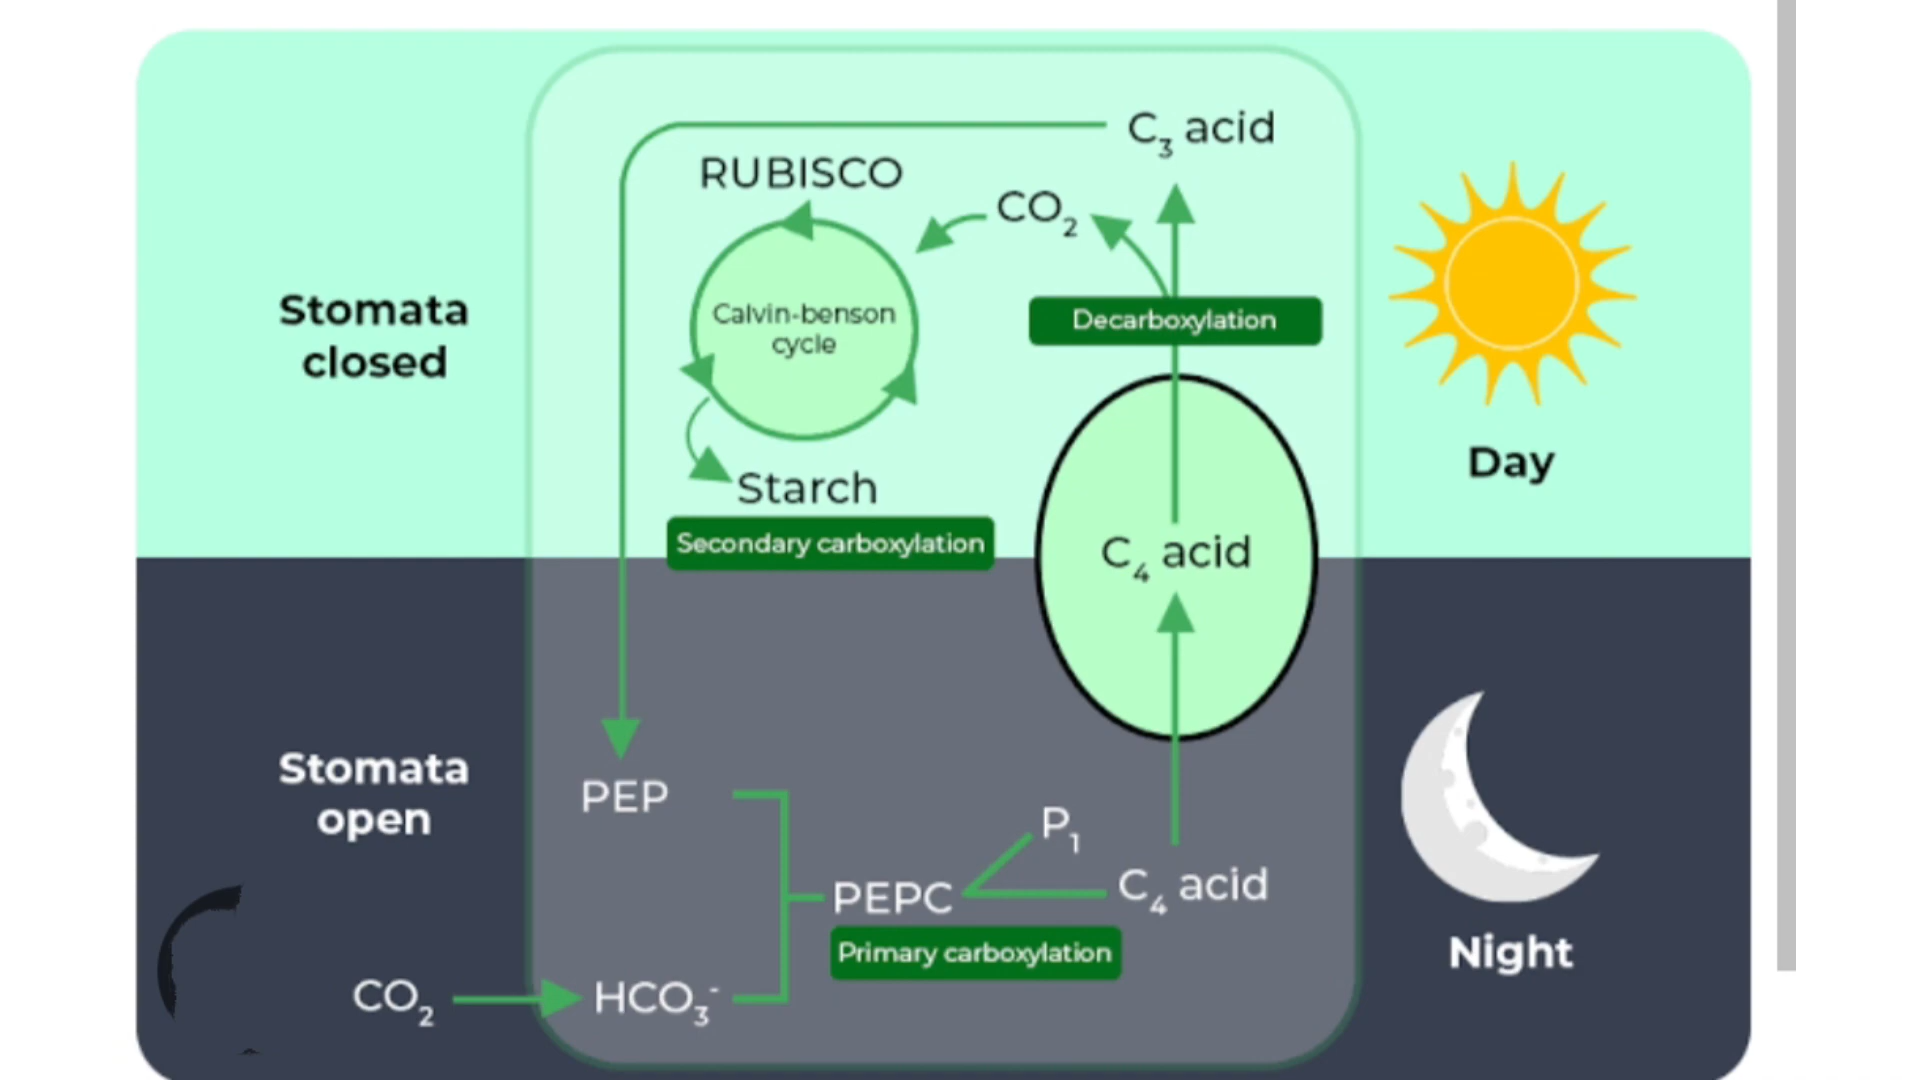 C₃ acid
RUBISCO
CO₂
Calvin-benson
cycle
Decarboxylation
Stomata
closed
Day
Starch
Secondary carboxylation
C₄ acid
Stomata
open
PEP
P₁
PEPC
C₄ acid
Primary carboxylation
Night
CO₂
HCO₃⁻